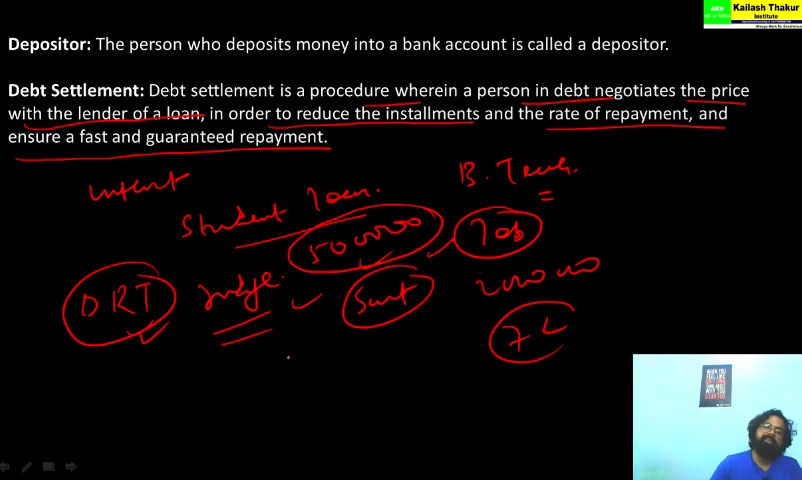 Kailash Thakur
Institute
Depositor: The person who deposits money into a bank account is called a depositor.
Debt Settlement: Debt settlement is a procedure wherein a person in debt negotiates the price
with the lender of a loan, in order to reduce the installments and the rate of repayment, and
ensure a fast and guaranteed repayment.
Intent
B. Tech.
Student loan.
500000
Job
DRT
Judge.
200000
7 L